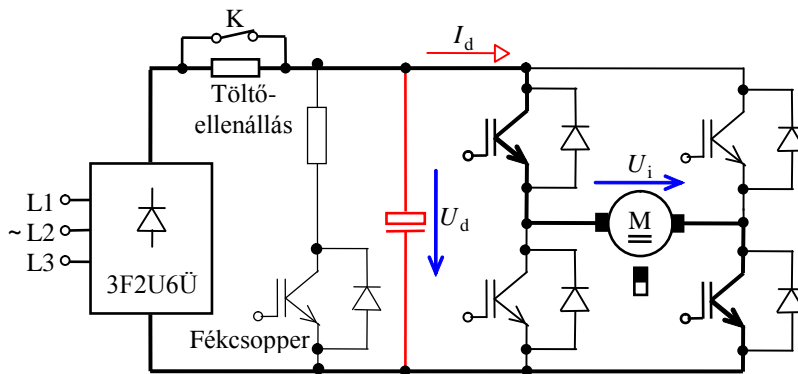 K
I_d
Töltő-
ellenállás
U_i
L1
~ L2
L3
U_d
M
3F2U6Ü
Fékcsopper